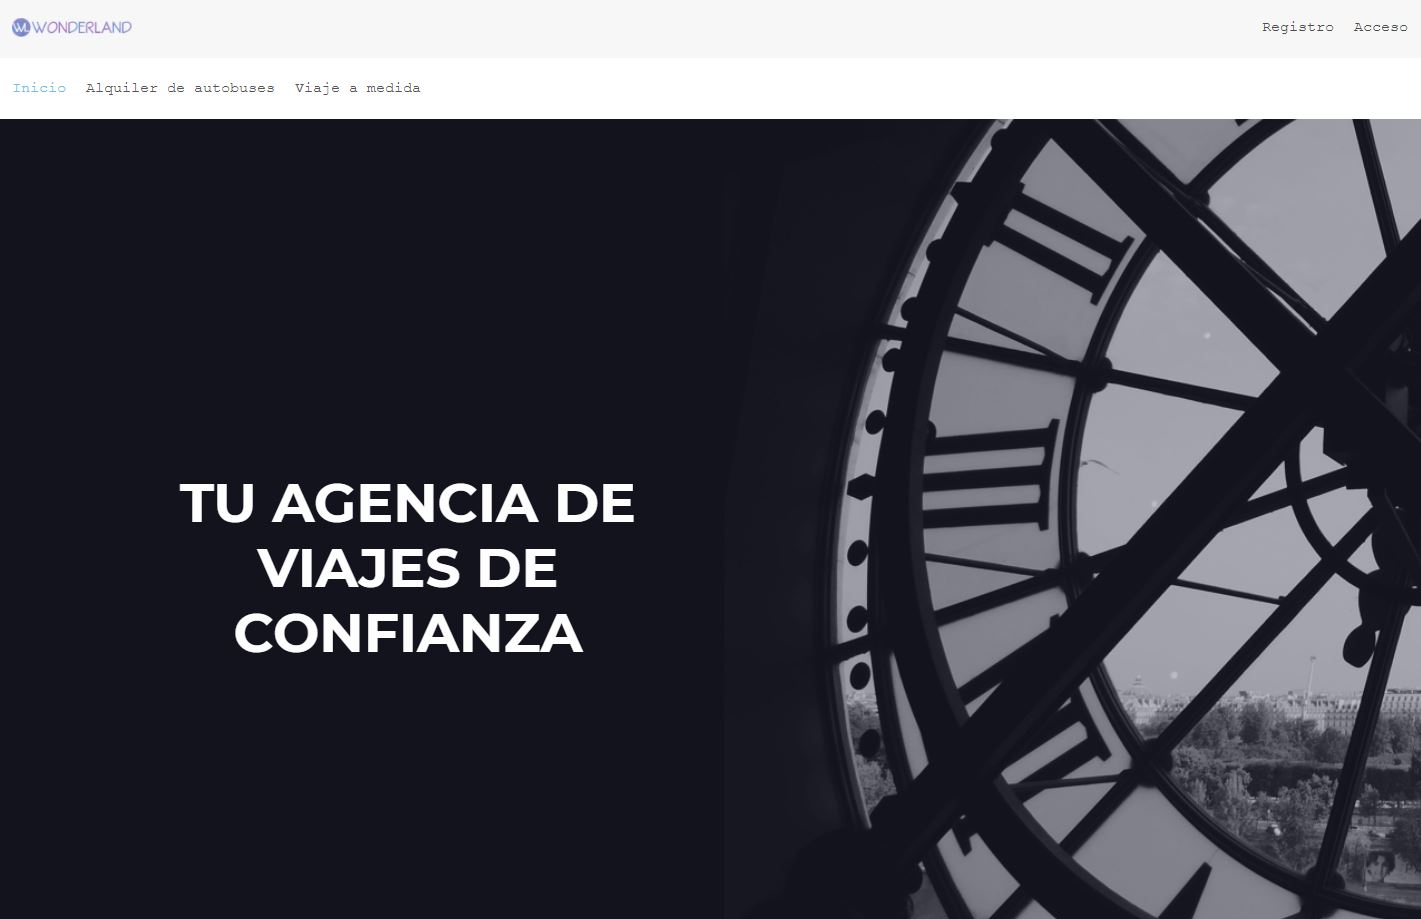 WL WONDERLAND
Registro Acceso
Inicio Alquiler de autobuses Viaje a medida
TU AGENCIA DE
VIAJES DE
CONFIANZA